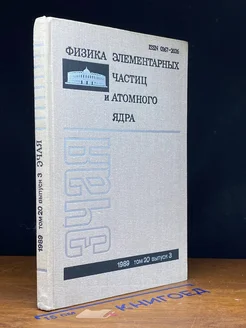 ISSN 0367-2026
ФИЗИКА ЭЛЕМЕНТАРНЫХ
ЧАСТИЦ
И АТОМНОГО
ЯДРА
ЭЧАЯ
1989 ТОМ 20 ВЫПУСК 3
1989 ТОМ 20 ВЫПУСК 3 ЭЧАЯ
КНИГОЕД